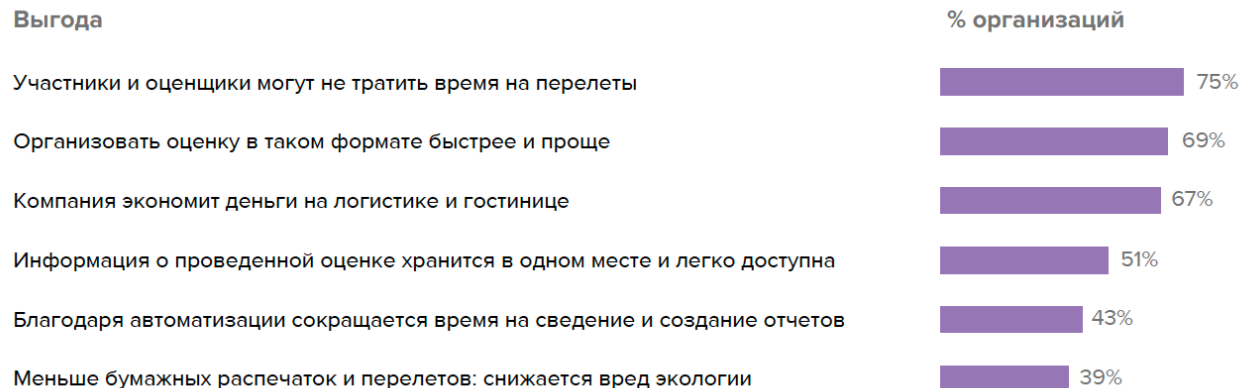 Выгода % организаций
Участники и оценщики могут не тратить время на перелеты 75%
Организовать оценку в таком формате быстрее и проще 69%
Компания экономит деньги на логистике и гостинице 67%
Информация о проведенной оценке хранится в одном месте и легко доступна 51%
Благодаря автоматизации сокращается время на сведение и создание отчетов 43%
Меньше бумажных распечаток и перелетов: снижается вред экологии 39%